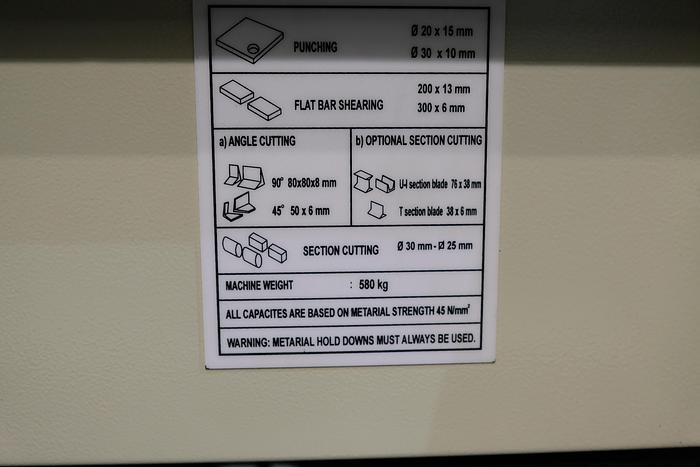 PUNCHING
Ø 20 x 15 mm
Ø 30 x 10 mm
FLAT BAR SHEARING
200 x 13 mm
300 x 6 mm
a) ANGLE CUTTING
90° 80x80x8 mm
45° 50 x 6 mm
b) OPTIONAL SECTION CUTTING
U-I section blade 76 x 38 mm
T section blade 38 x 6 mm
SECTION CUTTING
Ø 30 mm - Ø 25 mm
MACHINE WEIGHT : 580 kg
ALL CAPACITES ARE BASED ON METARIAL STRENGTH 45 N/mm²
WARNING: METARIAL HOLD DOWNS MUST ALWAYS BE USED.